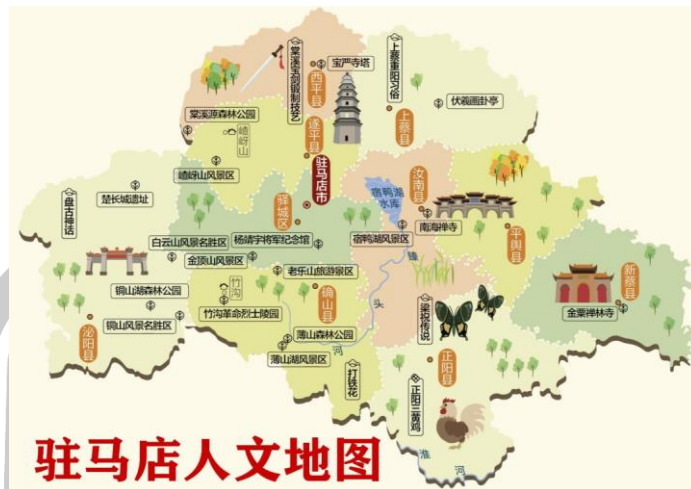 棠溪宝剑锻制技艺
西平县
宝严寺塔
上蔡重阳习俗
上蔡县
伏羲画卦亭
棠溪源森林公园
嵖岈山
遂平县
嵖岈山风景区
驻马店市
盘古神话
楚长城遗址
驿城区
宿鸭湖
水库
汝南县
南海禅寺
平舆县
白云山风景名胜区
杨靖宇将军纪念馆
宿鸭湖风景区
金顶山风景区
老乐山旅游景区
臻
头
河
新蔡县
金粟禅林寺
铜山湖森林公园
竹沟
竹沟革命烈士陵园
确山县
梁祝传说
泌阳县
铜山风景名胜区
薄山森林公园
薄山湖风景区
打铁花
正阳县
正阳三黄鸡
淮
河
驻马店人文地图